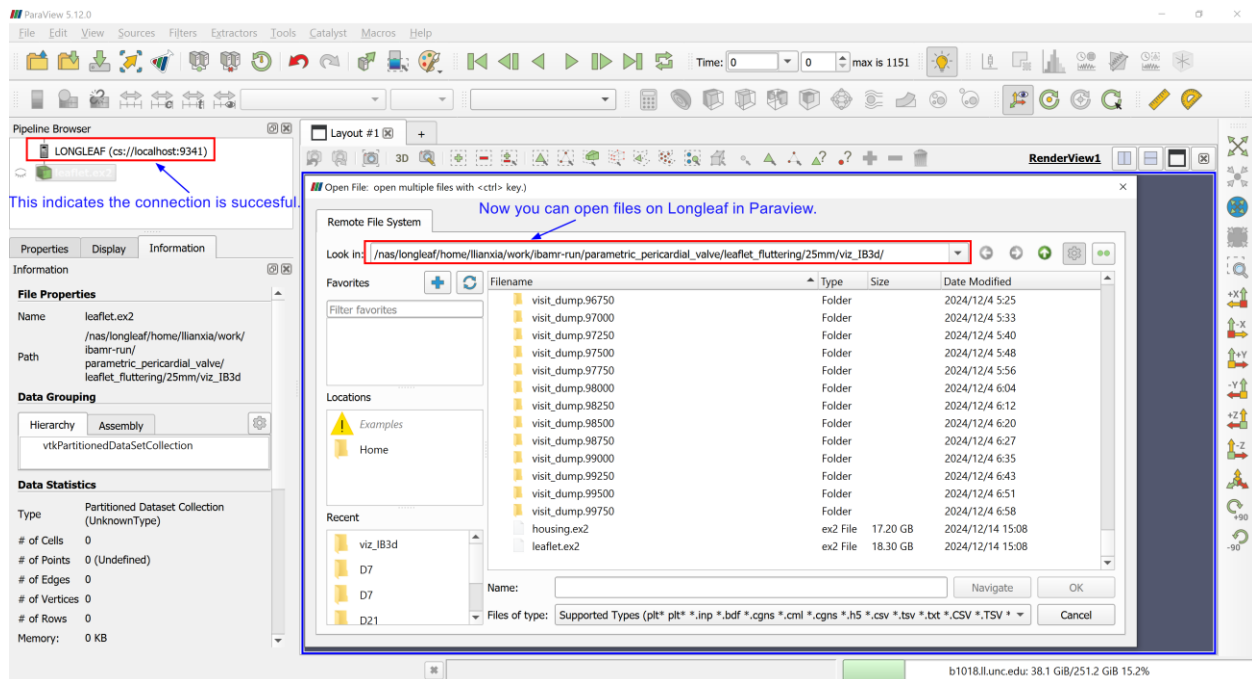 ParaView 5.12.0
File Edit View Sources Filters Extractors Tools Catalyst Macros Help
Time: 0 0 max is 1151
Pipeline Browser
LONGLEAF (cs://localhost:9341)
leaflet.ex2
This indicates the connection is succesful.
Properties Display Information
Information
File Properties
Name leaflet.ex2
Path /nas/longleaf/home/llianxia/work/
ibamr-run/
parametric_pericardial_valve/
leaflet_fluttering/25mm/viz_IB3d
Data Grouping
Hierarchy Assembly
vtkPartitionedDataSetCollection
Data Statistics
Type Partitioned Dataset Collection
(UnknownType)
# of Cells 0
# of Points 0 (Undefined)
# of Edges 0
# of Vertices 0
# of Rows 0
Memory: 0 KB
Layout #1 +
3D
RenderView1
Open File: open multiple files with <ctrl> key.)
Now you can open files on Longleaf in Paraview.
Remote File System
Look in: /nas/longleaf/home/llianxia/work/ibamr-run/parametric_pericardial_valve/leaflet_fluttering/25mm/viz_IB3d/
Favorites
Filter favorites
Locations
Examples
Home
Recent
viz_IB3d
D7
D7
D21
Filename Type Size Date Modified
visit_dump.96750 Folder 2024/12/4 5:25
visit_dump.97000 Folder 2024/12/4 5:33
visit_dump.97250 Folder 2024/12/4 5:40
visit_dump.97500 Folder 2024/12/4 5:48
visit_dump.97750 Folder 2024/12/4 5:56
visit_dump.98000 Folder 2024/12/4 6:04
visit_dump.98250 Folder 2024/12/4 6:12
visit_dump.98500 Folder 2024/12/4 6:20
visit_dump.98750 Folder 2024/12/4 6:27
visit_dump.99000 Folder 2024/12/4 6:35
visit_dump.99250 Folder 2024/12/4 6:43
visit_dump.99500 Folder 2024/12/4 6:51
visit_dump.99750 Folder 2024/12/4 6:58
housing.ex2 ex2 File 17.20 GB 2024/12/14 15:08
leaflet.ex2 ex2 File 18.30 GB 2024/12/14 15:08
Name: Navigate OK
Files of type: Supported Types (plt* plt* *.inp *.bdf *.cgns *.cml *.cgns *.h5 *.csv *.tsv *.txt *.CSV *.TSV * Cancel
+X
-X
+Y
-Y
+Z
-Z
+90
-90
b1018.ll.unc.edu: 38.1 GiB/251.2 GiB 15.2%